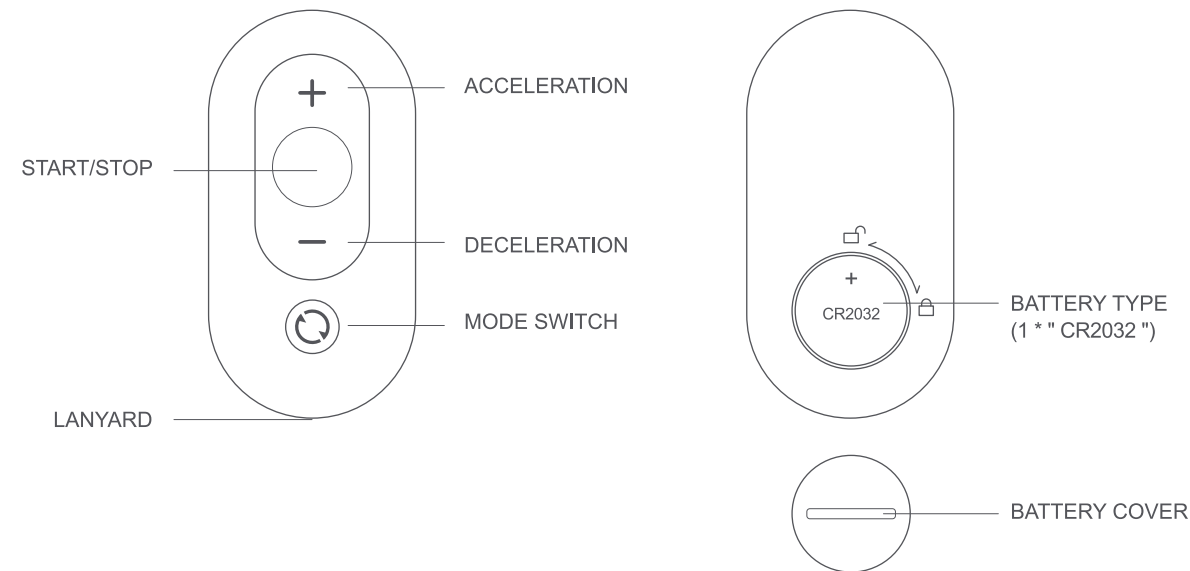 ACCELERATION
START/STOP
DECELERATION
MODE SWITCH
LANYARD
+
CR2032
BATTERY TYPE
(1 * " CR2032 ")
BATTERY COVER